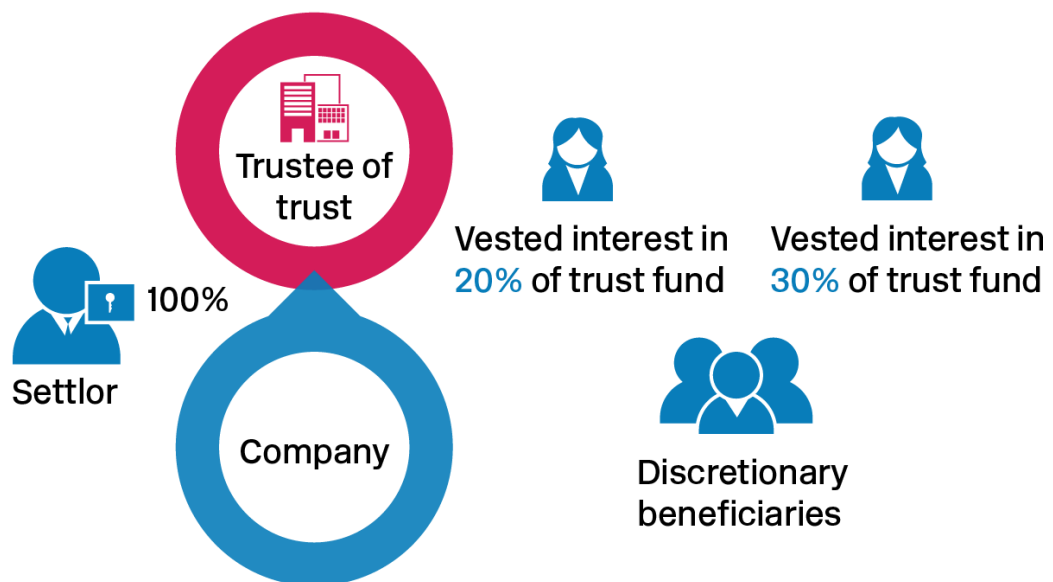 Trustee of
trust
Vested interest in
20% of trust fund
Vested interest in
30% of trust fund
100%
Settlor
Company
Discretionary
beneficiaries